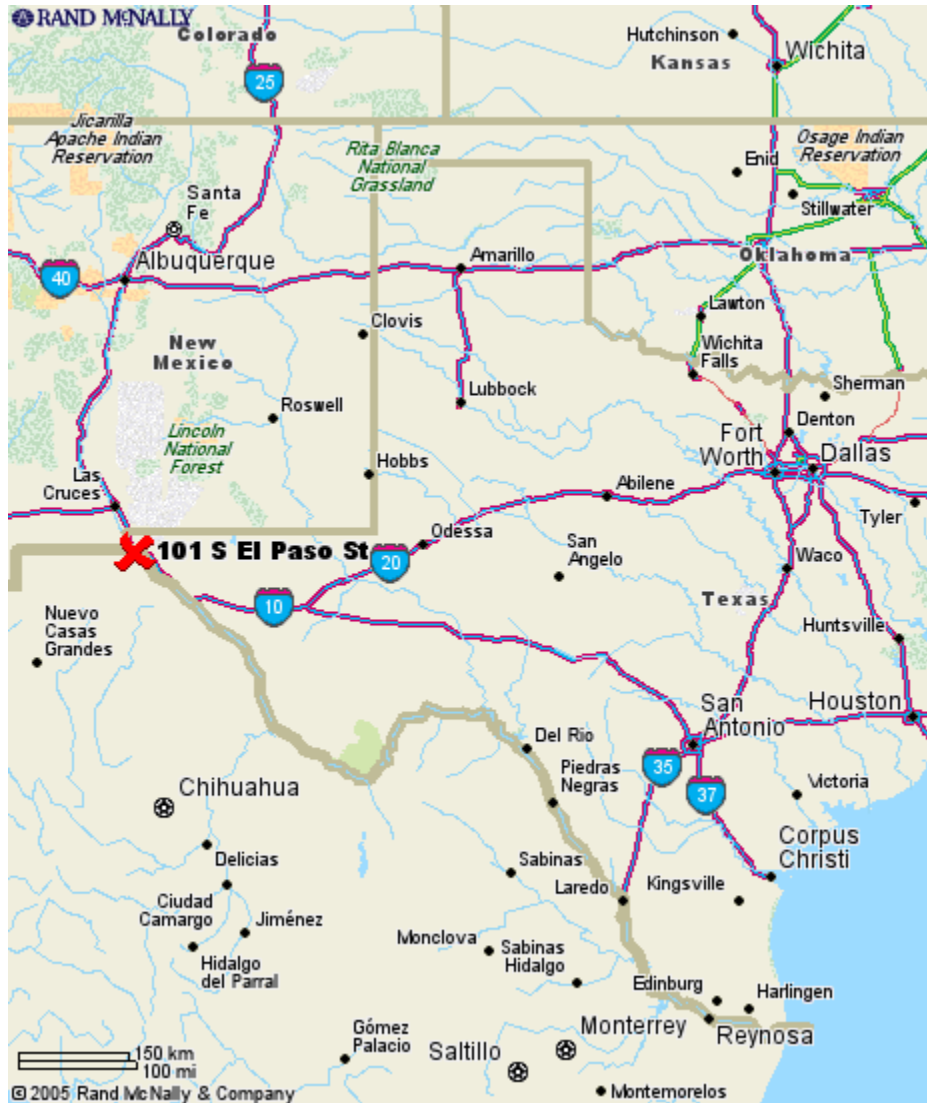 RAND McNALLY
Colorado
25
Hutchinson
Wichita
Kansas
Jicarilla
Apache Indian
Reservation
Rita Blanca
National
Grassland
Osage Indian
Reservation
Enid
Stillwater
Santa
Fe
Albuquerque
40
Amarillo
Oklahoma
Clovis
Lawton
Wichita
Falls
New
Mexico
Lubbock
Sherman
Roswell
Denton
Lincoln
National
Forest
Fort
Worth
Dallas
Hobbs
Las
Cruces
Abilene
Tyler
101 S El Paso St
20
Odessa
San
Angelo
Waco
10
Texas
Nuevo
Casas
Grandes
Huntsville
San
Antonio
Houston
Del Rio
35
37
Piedras
Negras
Victoria
Chihuahua
Corpus
Christi
Delicias
Sabinas
Laredo
Kingsville
Ciudad
Camargo
Jiménez
Monclova
Sabinas
Hidalgo
Hidalgo
del Parral
Edinburg
Harlingen
Gómez
Palacio
Monterrey
Reynosa
Saltillo
Montemorelos
150 km
100 mi
© 2005 Rand McNally & Company